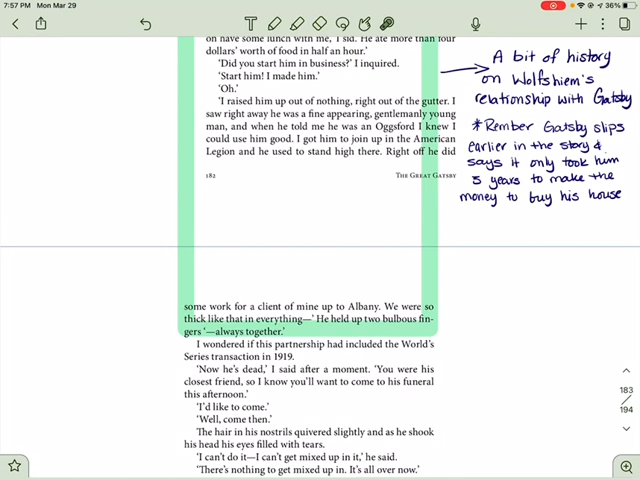 7:57 PM Mon Mar 29
36%
on have some lunch with me,' I sid. He ate more than four
dollars' worth of food in half an hour.'
'Did you start him in business?' I inquired.
'Start him! I made him.'
'Oh.'
'I raised him up out of nothing, right out of the gutter. I
saw right away he was a fine appearing, gentlemanly young
man, and when he told me he was an Oggsford I knew I
could use him good. I got him to join up in the American
Legion and he used to stand high there. Right off he did
182 The Great Gatsby
A bit of history
on Wolfshiem's
relationship with Gatsby
*Rember Gatsby slips
earlier in the story &
says it only took him
3 years to make the
money to buy his house
some work for a client of mine up to Albany. We were so
thick like that in everything—' He held up two bulbous fin-
gers '—always together.'
I wondered if this partnership had included the World's
Series transaction in 1919.
'Now he's dead,' I said after a moment. 'You were his
closest friend, so I know you'll want to come to his funeral
this afternoon.'
'I'd like to come.'
'Well, come then.'
The hair in his nostrils quivered slightly and as he shook
his head his eyes filled with tears.
'I can't do it—I can't get mixed up in it,' he said.
'There's nothing to get mixed up in. It's all over now.'
183
/
194